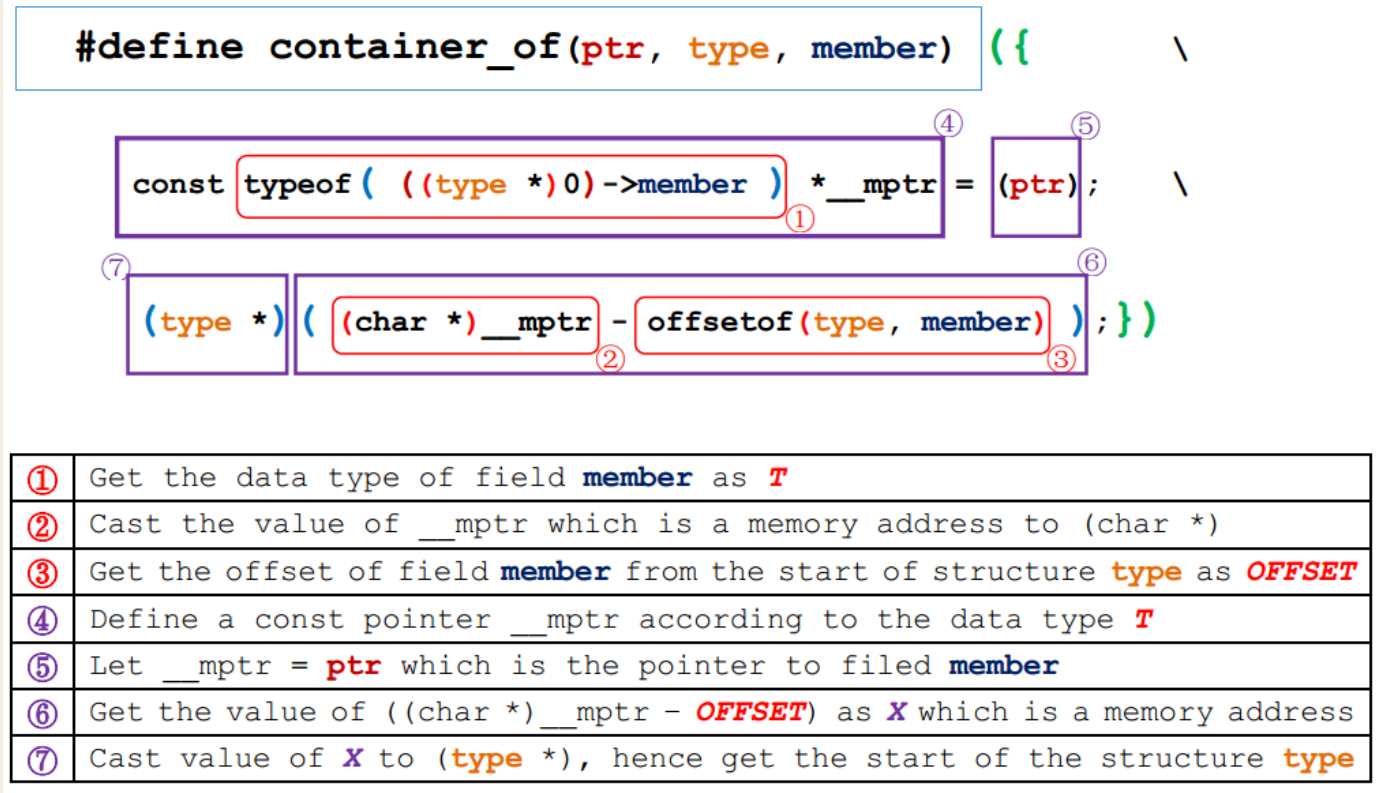 #define container_of(ptr, type, member) ({ \
④ ⑤
const typeof( ((type *)0)->member ) *__mptr = (ptr); \
①
⑦ ⑥
(type *)( (char *)__mptr - offsetof(type, member) );})
② ③
① Get the data type of field member as T
② Cast the value of __mptr which is a memory address to (char *)
③ Get the offset of field member from the start of structure type as OFFSET
④ Define a const pointer __mptr according to the data type T
⑤ Let __mptr = ptr which is the pointer to filed member
⑥ Get the value of ((char *)__mptr – OFFSET) as X which is a memory address
⑦ Cast value of X to (type *), hence get the start of the structure type